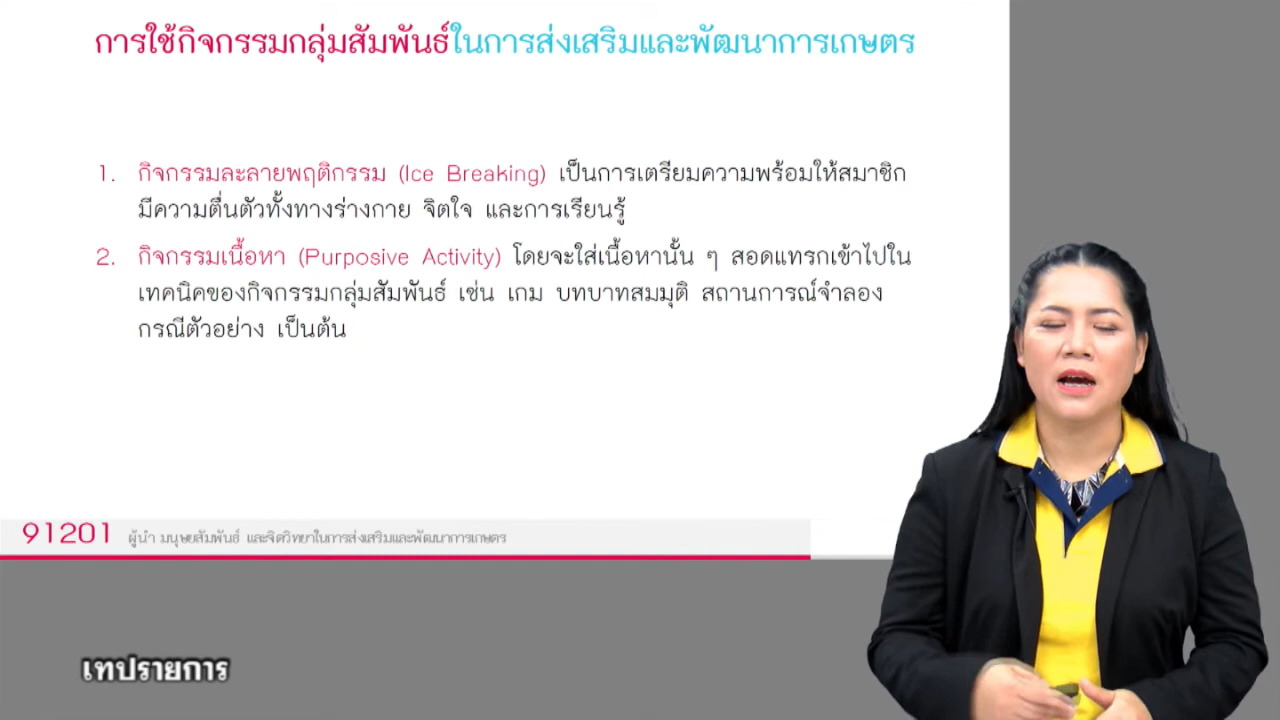 การใช้กิจกรรมกลุ่มสัมพันธ์ในการส่งเสริมและพัฒนาการเกษตร
1. กิจกรรมละลายพฤติกรรม (Ice Breaking) เป็นการเตรียมความพร้อมให้สมาชิก
มีความตื่นตัวทั้งทางร่างกาย จิตใจ และการเรียนรู้
2. กิจกรรมเนื้อหา (Purposive Activity) โดยจะใส่เนื้อหานั้น ๆ สอดแทรกเข้าไปใน
เทคนิคของกิจกรรมกลุ่มสัมพันธ์ เช่น เกม บทบาทสมมุติ สถานการณ์จำลอง
กรณีตัวอย่าง เป็นต้น
91201 ผู้นำ มนุษยสัมพันธ์ และจิตวิทยาในการส่งเสริมและพัฒนาการเกษตร
เทปรายการ